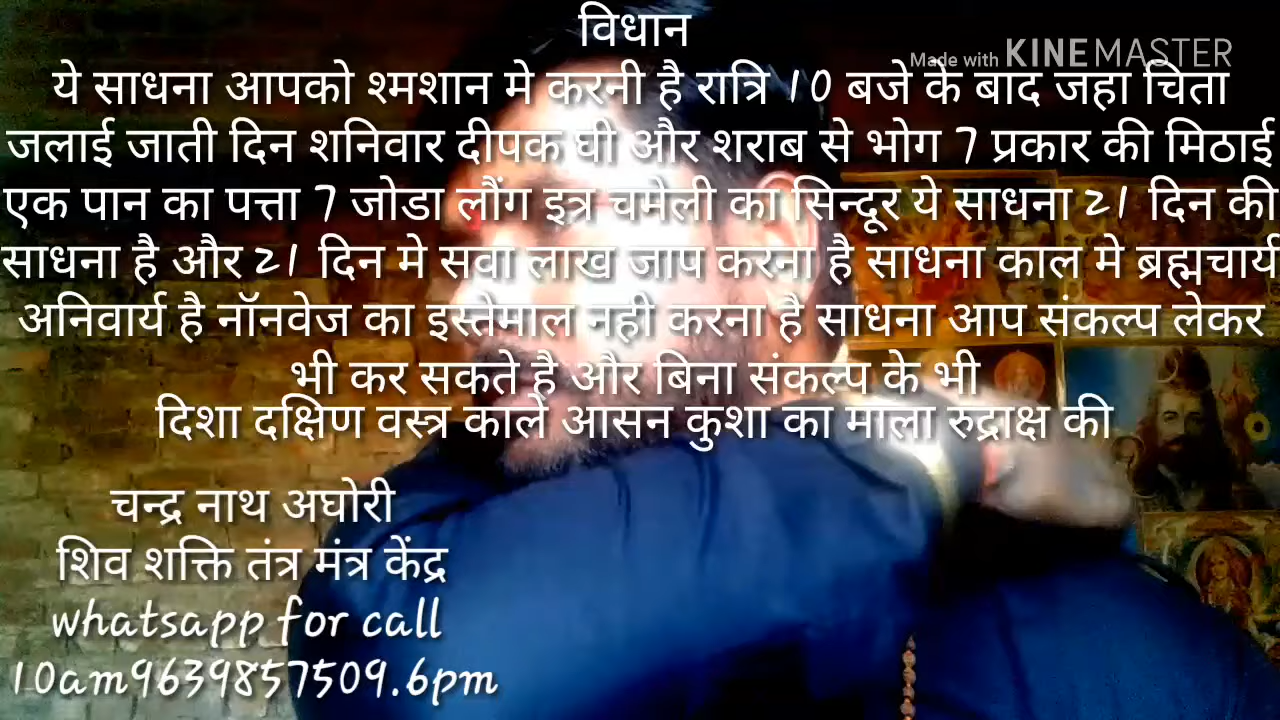 विधान
Made with KINEMASTER
ये साधना आपको श्मशान मे करनी है रात्रि 10 बजे के बाद जहा चिता
जलाई जाती दिन शनिवार दीपक घी और शराब से भोग 7 प्रकार की मिठाई
एक पान का पत्ता 7 जोडा लौंग इत्र चमेली का सिन्दूर ये साधना 21 दिन की
साधना है और 21 दिन मे सवा लाख जाप करना है साधना काल मे ब्रह्मचार्य
अनिवार्य है नॉनवेज का इस्तेमाल नही करना है साधना आप संकल्प लेकर
भी कर सकते है और बिना संकल्प के भी
दिशा दक्षिण वस्त्र काले आसन कुशा का माला रुद्राक्ष की
चन्द्र नाथ अघोरी
शिव शक्ति तंत्र मंत्र केंद्र
whatsapp for call
10am9639857509.6pm